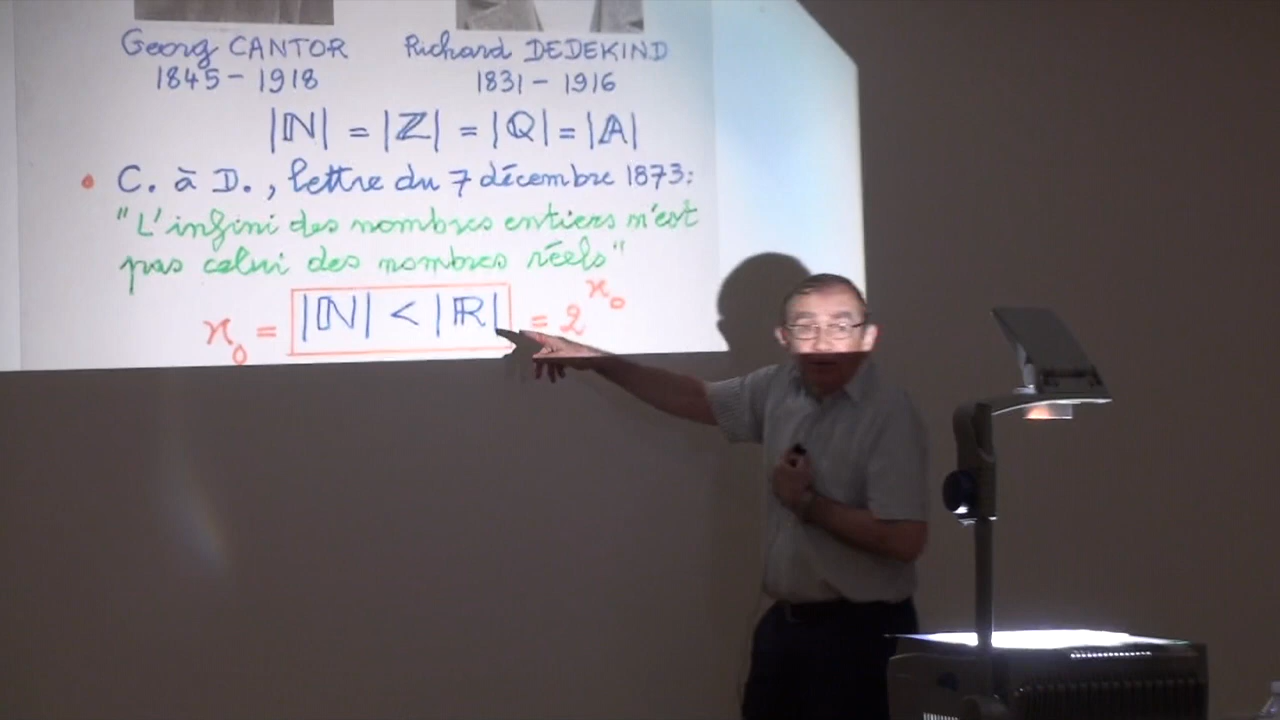 Georg CANTOR Richard DEDEKIND
1845 - 1918 1831 - 1916
|ℕ| = |ℤ| = |ℚ| = |𝔸|
• C. à D., lettre du 7 décembre 1873:
"L'infini des nombres entiers n'est
pas celui des nombres réels"
ℵ₀ = |ℕ| < |ℝ| = 2^ℵ₀